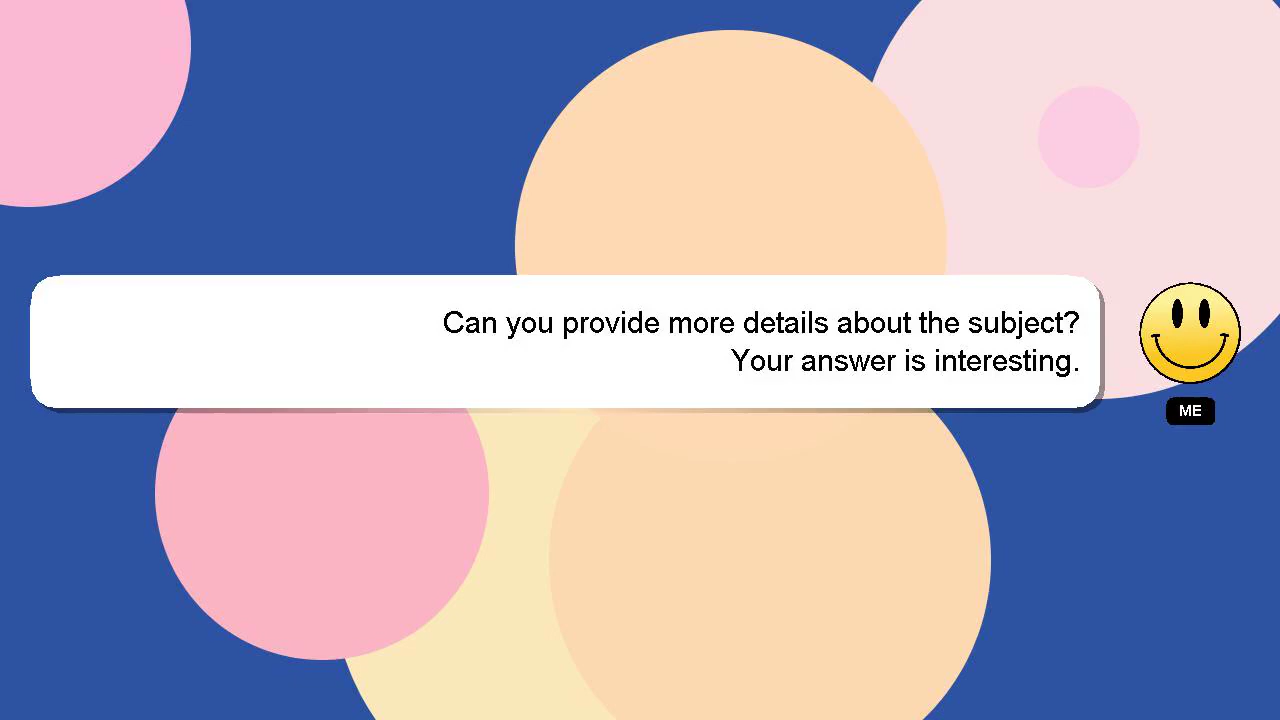 Can you provide more details about the subject?
Your answer is interesting.
ME